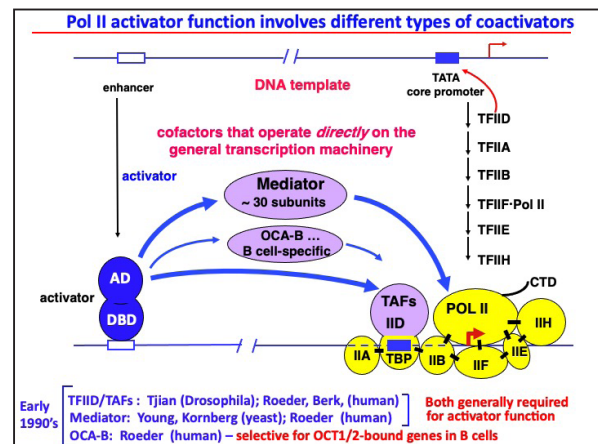 Pol II activator function involves different types of coactivators
enhancer
DNA template
TATA
core promoter
TFIID
TFIIA
TFIIB
TFIIF·Pol II
TFIIE
TFIIH
cofactors that operate directly on the
general transcription machinery
activator
Mediator
~ 30 subunits
OCA-B ...
B cell-specific
activator
AD
DBD
TAFs
IID
TBP
IIA
IIB
POL II
CTD
IIH
IIE
IIF
Early
1990's
TFIID/TAFs : Tjian (Drosophila); Roeder, Berk, (human)
Mediator: Young, Kornberg (yeast); Roeder (human)
OCA-B: Roeder (human) – selective for OCT1/2-bound genes in B cells
Both generally required
for activator function